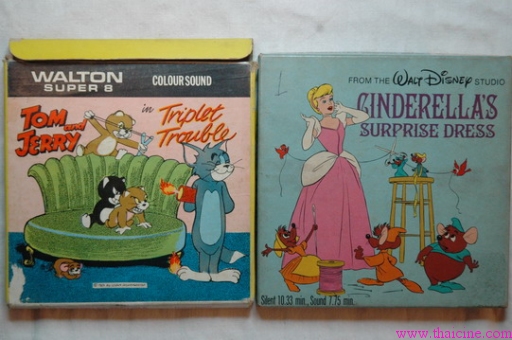 WALTON
SUPER 8
COLOUR SOUND
TOM and JERRY
in Triplet Trouble
FROM THE Walt Disney STUDIO
CINDERELLA'S
SURPRISE DRESS
Silent 10.33 min., Sound 7.75 min.
www.thaicine.com